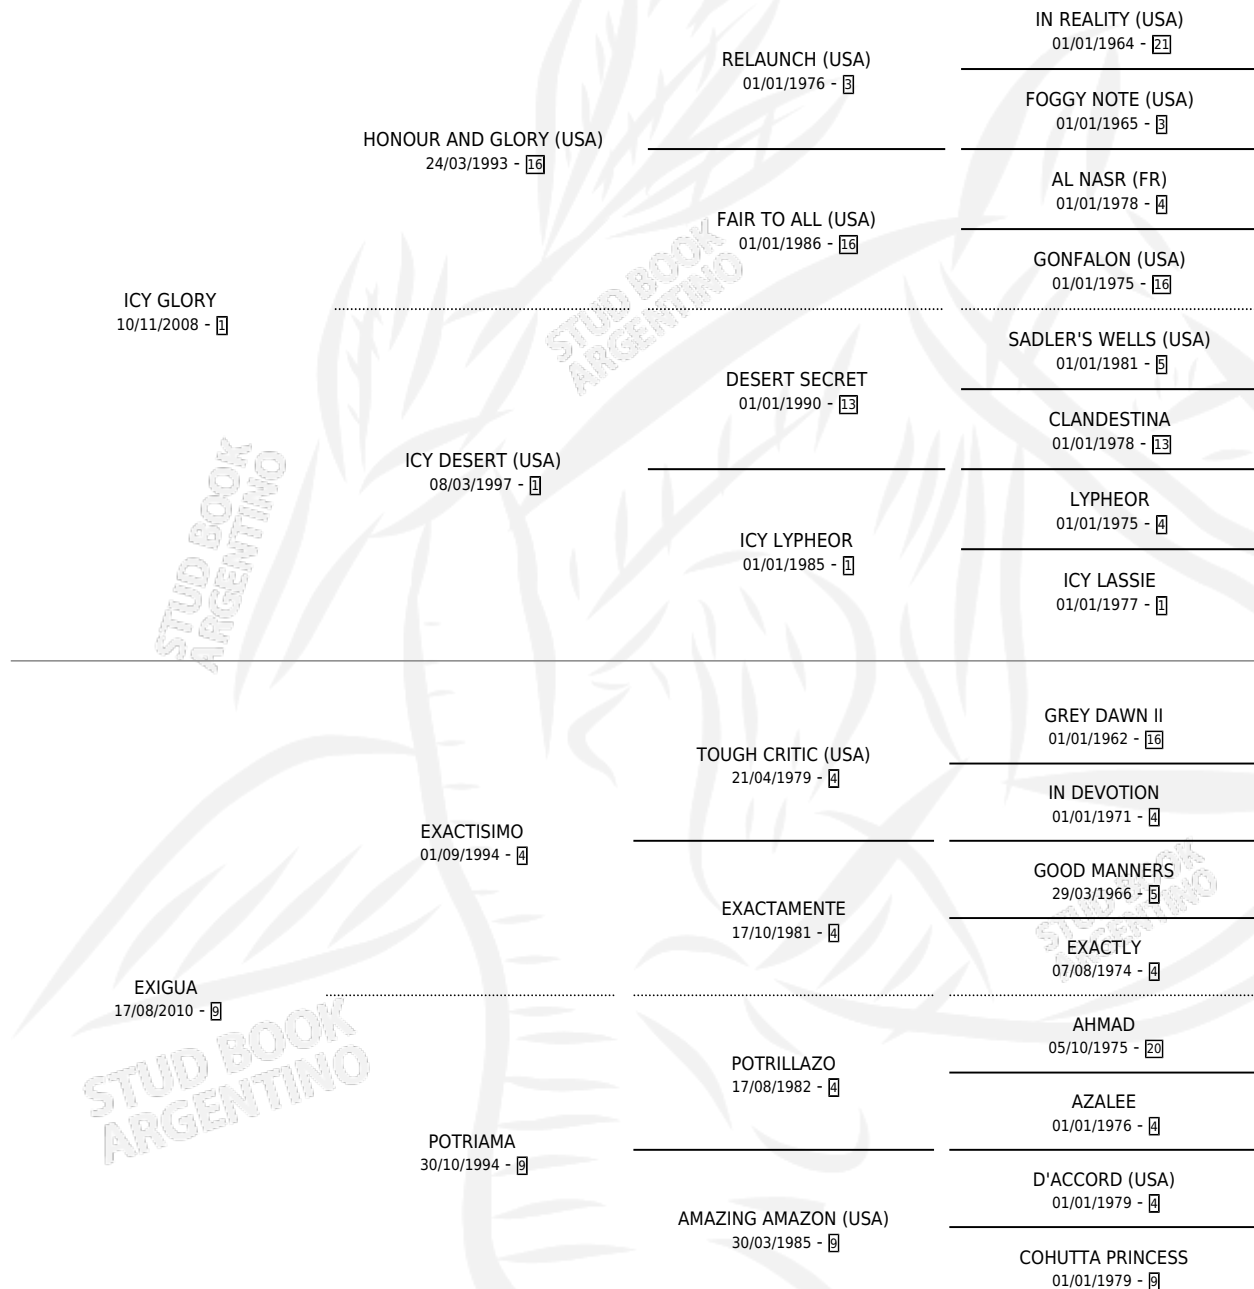 IN REALITY (USA)
01/01/1964 - 21
RELAUNCH (USA)
01/01/1976 - 3
FOGGY NOTE (USA)
01/01/1965 - 3
HONOUR AND GLORY (USA)
24/03/1993 - 16
AL NASR (FR)
01/01/1978 - 4
FAIR TO ALL (USA)
01/01/1986 - 16
GONFALON (USA)
01/01/1975 - 16
ICY GLORY
10/11/2008 - 1
STUD BOOK
ARGENTINO
SADLER'S WELLS (USA)
01/01/1981 - 5
DESERT SECRET
01/01/1990 - 13
CLANDESTINA
01/01/1978 - 13
ICY DESERT (USA)
08/03/1997 - 1
LYPHEOR
01/01/1975 - 4
ICY LYPHEOR
01/01/1985 - 1
ICY LASSIE
01/01/1977 - 1
STUD BOOK
ARGENTINO
GREY DAWN II
01/01/1962 - 16
TOUGH CRITIC (USA)
21/04/1979 - 4
IN DEVOTION
01/01/1971 - 4
EXACTISIMO
01/09/1994 - 4
GOOD MANNERS
29/03/1966 - 5
EXACTAMENTE
17/10/1981 - 4
STUD BOOK
ARGENTINO
EXACTLY
07/08/1974 - 4
EXIGUA
17/08/2010 - 9
AHMAD
05/10/1975 - 20
POTRILLAZO
17/08/1982 - 4
AZALEE
01/01/1976 - 4
STUD BOOK
ARGENTINO
POTRIAMA
30/10/1994 - 9
D'ACCORD (USA)
01/01/1979 - 4
AMAZING AMAZON (USA)
30/03/1985 - 9
COHUTTA PRINCESS
01/01/1979 - 9